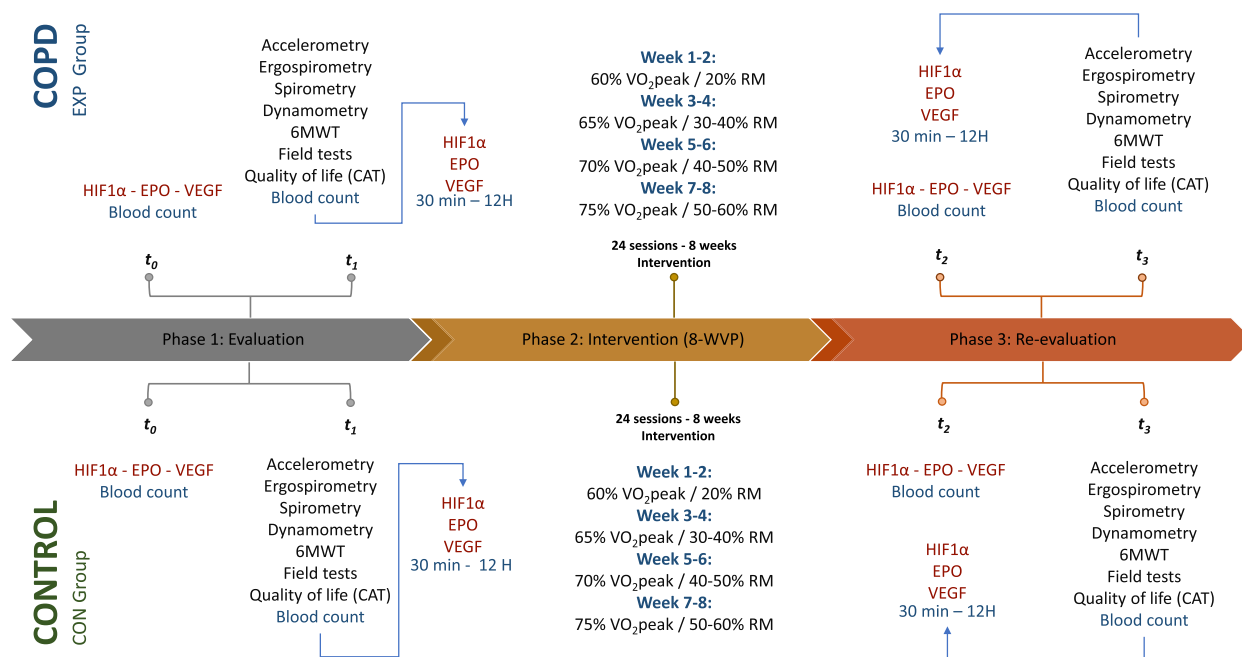 COPD
EXP Group
HIF1α - EPO - VEGF
Blood count
t0
Accelerometry
Ergospirometry
Spirometry
Dynamometry
6MWT
Field tests
Quality of life (CAT)
Blood count
t1
HIF1α
EPO
VEGF
30 min – 12H
Week 1-2:
60% VO2peak / 20% RM
Week 3-4:
65% VO2peak / 30-40% RM
Week 5-6:
70% VO2peak / 40-50% RM
Week 7-8:
75% VO2peak / 50-60% RM
24 sessions - 8 weeks
Intervention
HIF1α
EPO
VEGF
30 min – 12H
HIF1α - EPO - VEGF
Blood count
t2
Accelerometry
Ergospirometry
Spirometry
Dynamometry
6MWT
Field tests
Quality of life (CAT)
Blood count
t3
Phase 1: Evaluation
Phase 2: Intervention (8-WVP)
Phase 3: Re-evaluation
CONTROL
CON Group
t0
HIF1α - EPO - VEGF
Blood count
t1
Accelerometry
Ergospirometry
Spirometry
Dynamometry
6MWT
Field tests
Quality of life (CAT)
Blood count
HIF1α
EPO
VEGF
30 min - 12 H
24 sessions - 8 weeks
Intervention
Week 1-2:
60% VO2peak / 20% RM
Week 3-4:
65% VO2peak / 30-40% RM
Week 5-6:
70% VO2peak / 40-50% RM
Week 7-8:
75% VO2peak / 50-60% RM
t2
HIF1α - EPO - VEGF
Blood count
HIF1α
EPO
VEGF
30 min – 12H
t3
Accelerometry
Ergospirometry
Spirometry
Dynamometry
6MWT
Field tests
Quality of life (CAT)
Blood count